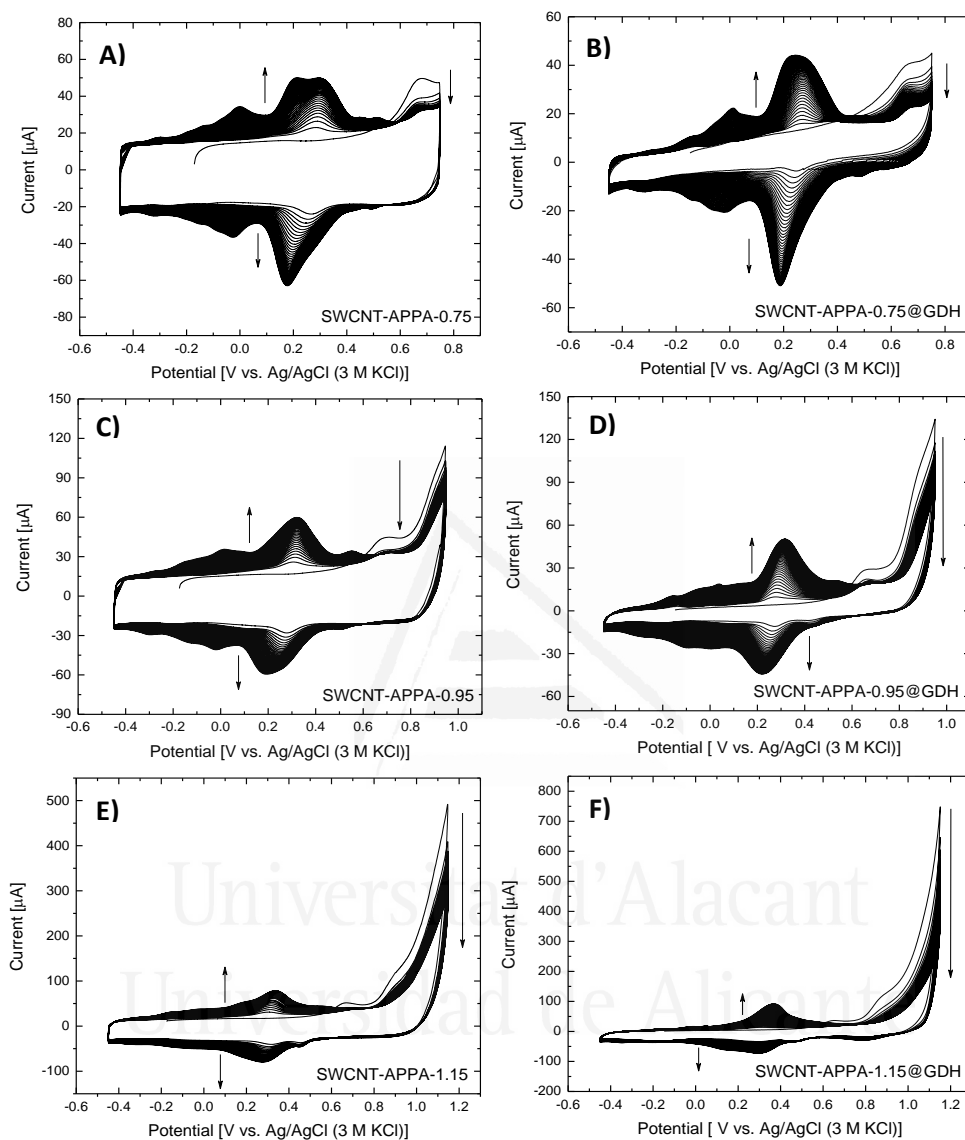 A)
80
60
40
20
0
-20
-40
-60
-80
Current [µA]
SWCNT-APPA-0.75
-0.6 -0.4 -0.2 0.0 0.2 0.4 0.6 0.8
Potential [V vs. Ag/AgCl (3 M KCl)]
B)
60
40
20
0
-20
-40
-60
Current [µA]
SWCNT-APPA-0.75@GDH
-0.6 -0.4 -0.2 0.0 0.2 0.4 0.6 0.8
Potential [V vs. Ag/AgCl (3 M KCl)]
C)
150
120
90
60
30
0
-30
-60
-90
Current [µA]
SWCNT-APPA-0.95
-0.6 -0.4 -0.2 0.0 0.2 0.4 0.6 0.8 1.0
Potential [V vs. Ag/AgCl (3 M KCl)]
D)
150
120
90
60
30
0
-30
-60
Current [µA]
SWCNT-APPA-0.95@GDH
-0.6 -0.4 -0.2 0.0 0.2 0.4 0.6 0.8 1.0
Potential [ V vs. Ag/AgCl (3 M KCl)]
E)
500
400
300
200
100
0
-100
Current [µA]
SWCNT-APPA-1.15
-0.6 -0.4 -0.2 0.0 0.2 0.4 0.6 0.8 1.0 1.2
Potential [V vs. Ag/AgCl (3 M KCl)]
F)
800
700
600
500
400
300
200
100
0
-100
-200
Current [µA]
SWCNT-APPA-1.15@GDH
-0.6 -0.4 -0.2 0.0 0.2 0.4 0.6 0.8 1.0 1.2
Potential [V vs. Ag/AgCl (3 M KCl)]
Universitat d'Alacant
Universidad de Alicante